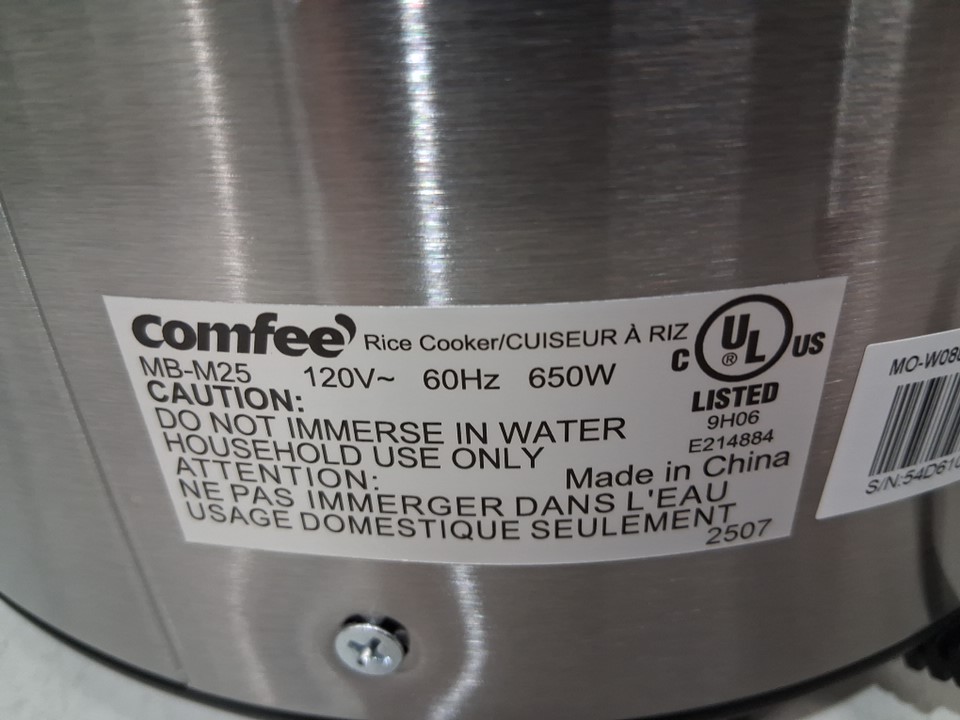 comfee' Rice Cooker/CUISEUR À RIZ
MB-M25 120V~ 60Hz 650W
CAUTION:
DO NOT IMMERSE IN WATER
HOUSEHOLD USE ONLY
ATTENTION:
NE PAS IMMERGER DANS L'EAU
USAGE DOMESTIQUE SEULEMENT
C UL ® US
LISTED
9H06
E214884
Made in China
2507